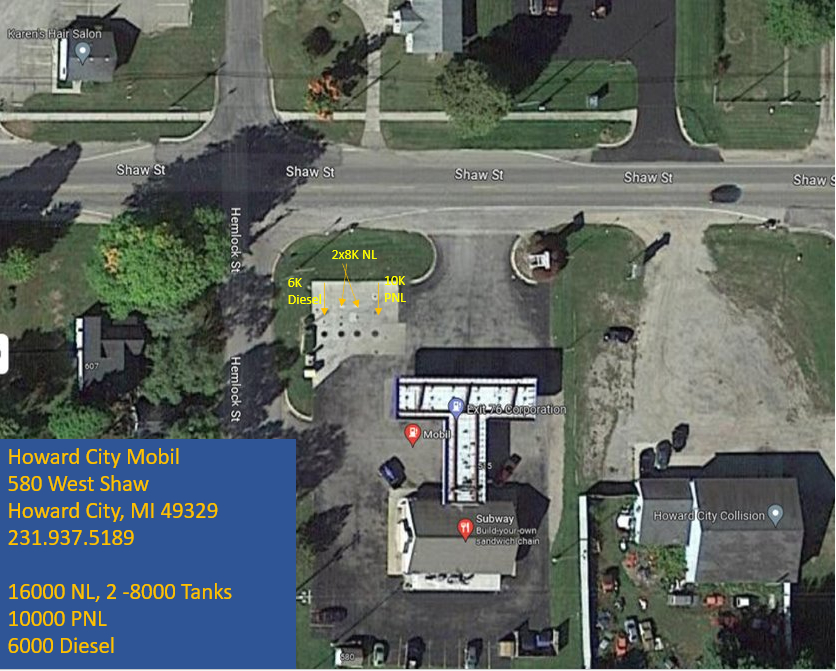 Karen's Hair Salon
Shaw St
Shaw St
Shaw St
Shaw St
Shaw S
Hemlock St
2x8K NL
6K
Diesel
10K
PNL
607
Hemlock St
Exit 76 Corporation
Mobil
Subway
Build-your-own
sandwich chain
Howard City Collision
580
Howard City Mobil
580 West Shaw
Howard City, MI 49329
231.937.5189
16000 NL, 2 -8000 Tanks
10000 PNL
6000 Diesel